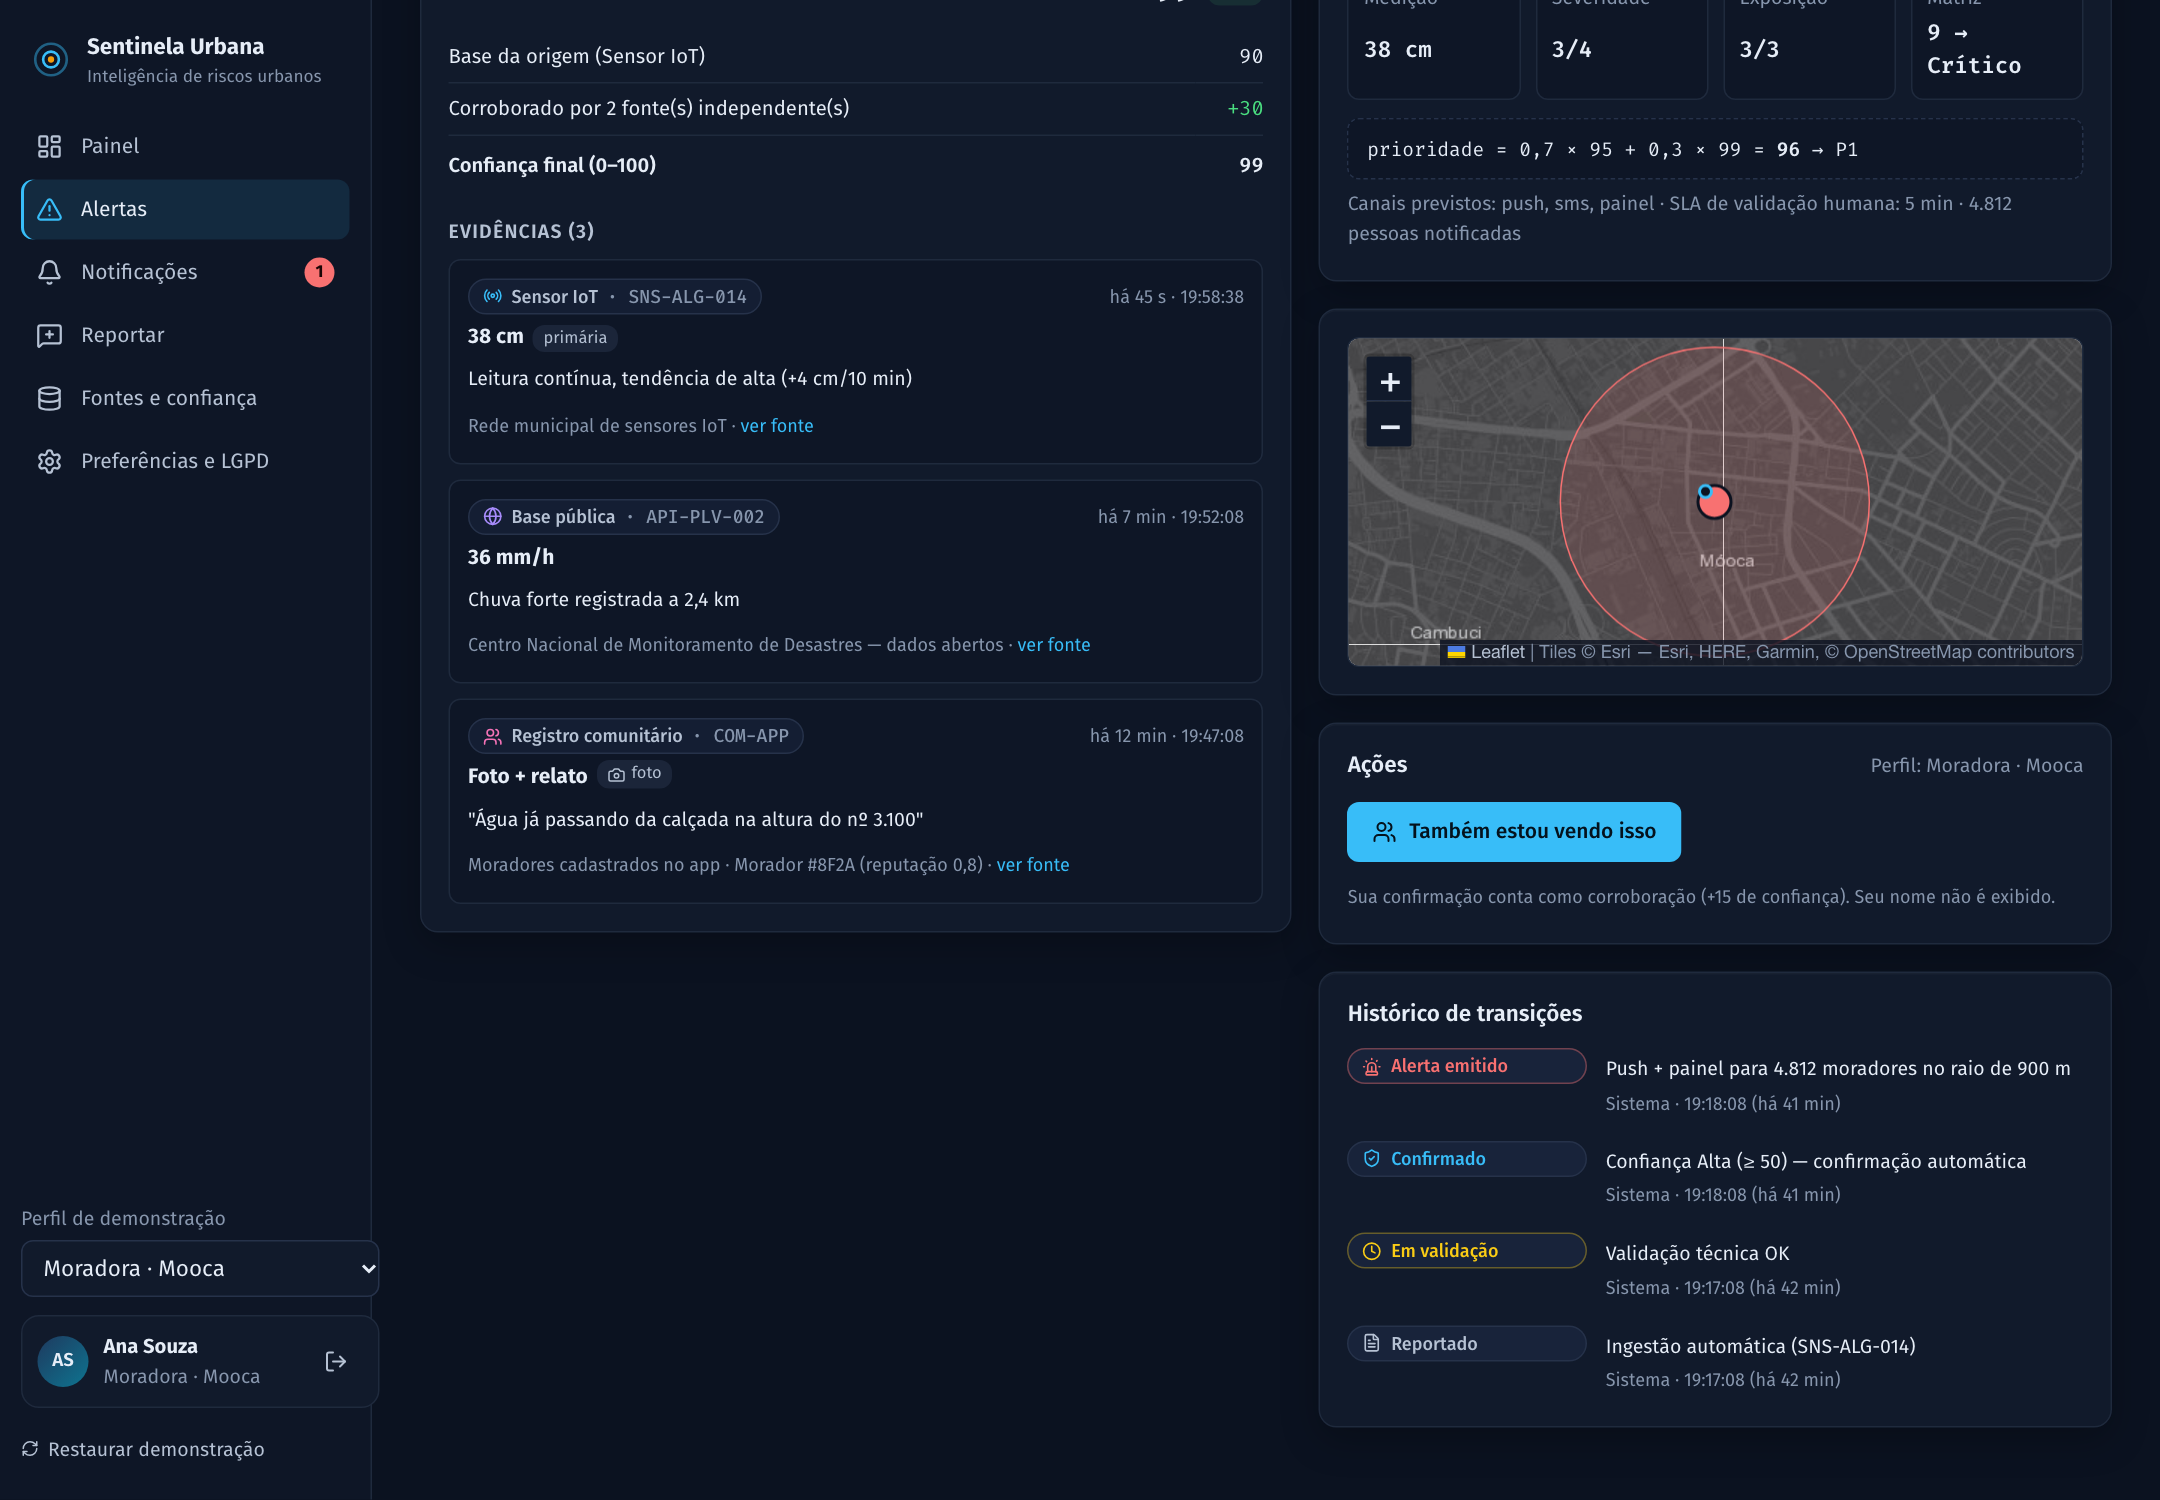 Sentinela Urbana
Inteligência de riscos urbanos
Painel
Alertas
Notificações 1
Reportar
Fontes e confiança
Preferências e LGPD
Perfil de demonstração
Moradora · Mooca
AS
Ana Souza
Moradora · Mooca
Restaurar demonstração
Base da origem (Sensor IoT) 90
Corroborado por 2 fonte(s) independente(s) +30
Confiança final (0–100) 99
EVIDÊNCIAS (3)
Sensor IoT · SNS-ALG-014 há 45 s · 19:58:38
38 cm primária
Leitura contínua, tendência de alta (+4 cm/10 min)
Rede municipal de sensores IoT · ver fonte
Base pública · API-PLV-002 há 7 min · 19:52:08
36 mm/h
Chuva forte registrada a 2,4 km
Centro Nacional de Monitoramento de Desastres — dados abertos · ver fonte
Registro comunitário · COM-APP há 12 min · 19:47:08
Foto + relato foto
"Água já passando da calçada na altura do nº 3.100"
Moradores cadastrados no app · Morador #8F2A (reputação 0,8) · ver fonte
Medição Severidade Exposição Matriz
38 cm 3/4 3/3 9 →
Crítico
prioridade = 0,7 × 95 + 0,3 × 99 = 96 → P1
Canais previstos: push, sms, painel · SLA de validação humana: 5 min · 4.812
pessoas notificadas
+
−
Mooca
Cambuci
Leaflet | Tiles © Esri — Esri, HERE, Garmin, © OpenStreetMap contributors
Ações Perfil: Moradora · Mooca
Também estou vendo isso
Sua confirmação conta como corroboração (+15 de confiança). Seu nome não é exibido.
Histórico de transições
Alerta emitido Push + painel para 4.812 moradores no raio de 900 m
Sistema · 19:18:08 (há 41 min)
Confirmado Confiança Alta (≥ 50) — confirmação automática
Sistema · 19:18:08 (há 41 min)
Em validação Validação técnica OK
Sistema · 19:17:08 (há 42 min)
Reportado Ingestão automática (SNS-ALG-014)
Sistema · 19:17:08 (há 42 min)